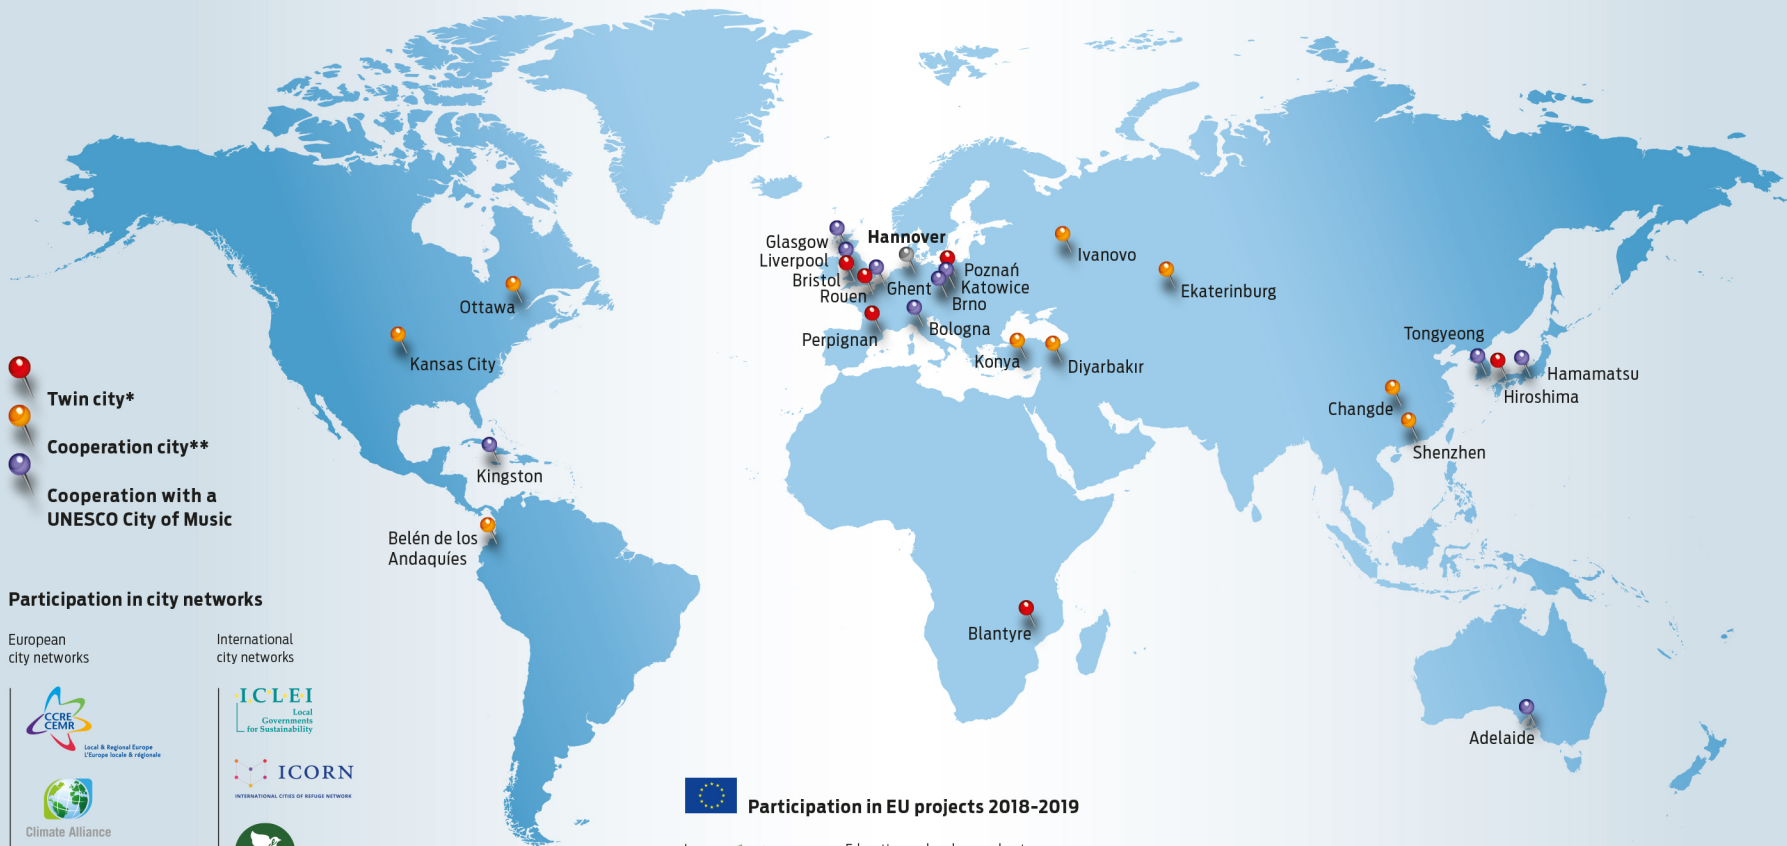 Glasgow
Hannover
Liverpool
Bristol
Rouen
Ghent
Poznań
Katowice
Brno
Perpignan
Bologna
Konya
Diyarbakır
Ivanovo
Ekaterinburg
Ottawa
Kansas City
Kingston
Belén de los
Andaquíes
Tongyeong
Hamamatsu
Hiroshima
Changde
Shenzhen
Blantyre
Adelaide
Twin city*
Cooperation city**
Cooperation with a
UNESCO City of Music
Participation in city networks
European
city networks
CCRE
CEMR
Local & Regional Europe
L'Europe locale & régionale
Climate Alliance
International
city networks
ICLEI
Local
Governments
for Sustainability
ICORN
INTERNATIONAL CITIES OF REFUGE NETWORK
Participation in EU projects 2018-2019